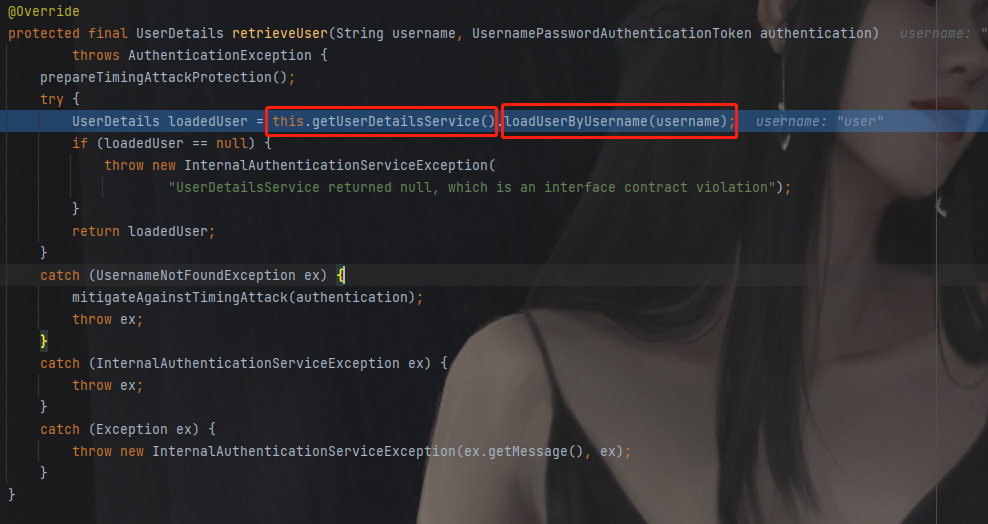 @Override
protected final UserDetails retrieveUser(String username, UsernamePasswordAuthenticationToken authentication) username: "
throws AuthenticationException {
prepareTimingAttackProtection();
try {
UserDetails loadedUser = this.getUserDetailsService().loadUserByUsername(username); username: "user"
if (loadedUser == null) {
throw new InternalAuthenticationServiceException(
"UserDetailsService returned null, which is an interface contract violation");
}
return loadedUser;
}
catch (UsernameNotFoundException ex) {
mitigateAgainstTimingAttack(authentication);
throw ex;
}
catch (InternalAuthenticationServiceException ex) {
throw ex;
}
catch (Exception ex) {
throw new InternalAuthenticationServiceException(ex.getMessage(), ex);
}
}